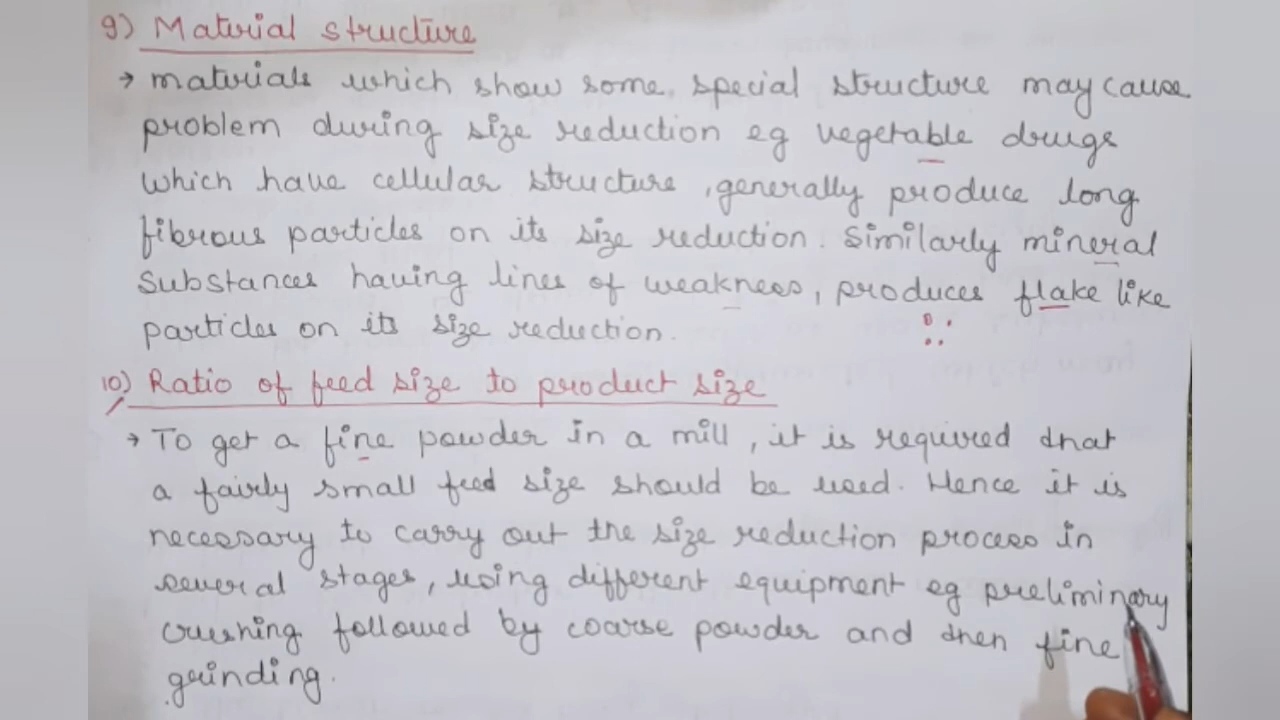 9) Material structure
→ materials which show some special structure may cause
problem during size reduction eg vegetable drugs
which have cellular structure, generally produce long
fibrous particles on its size reduction. Similarly mineral
substances having lines of weakness, produces flake like
particles on its size reduction.
10) Ratio of feed size to product size
→ To get a fine powder in a mill, it is required that
a fairly small feed size should be used. Hence it is
necessary to carry out the size reduction process in
several stages, using different equipment eg preliminary
crushing followed by coarse powder and then fine
grinding.